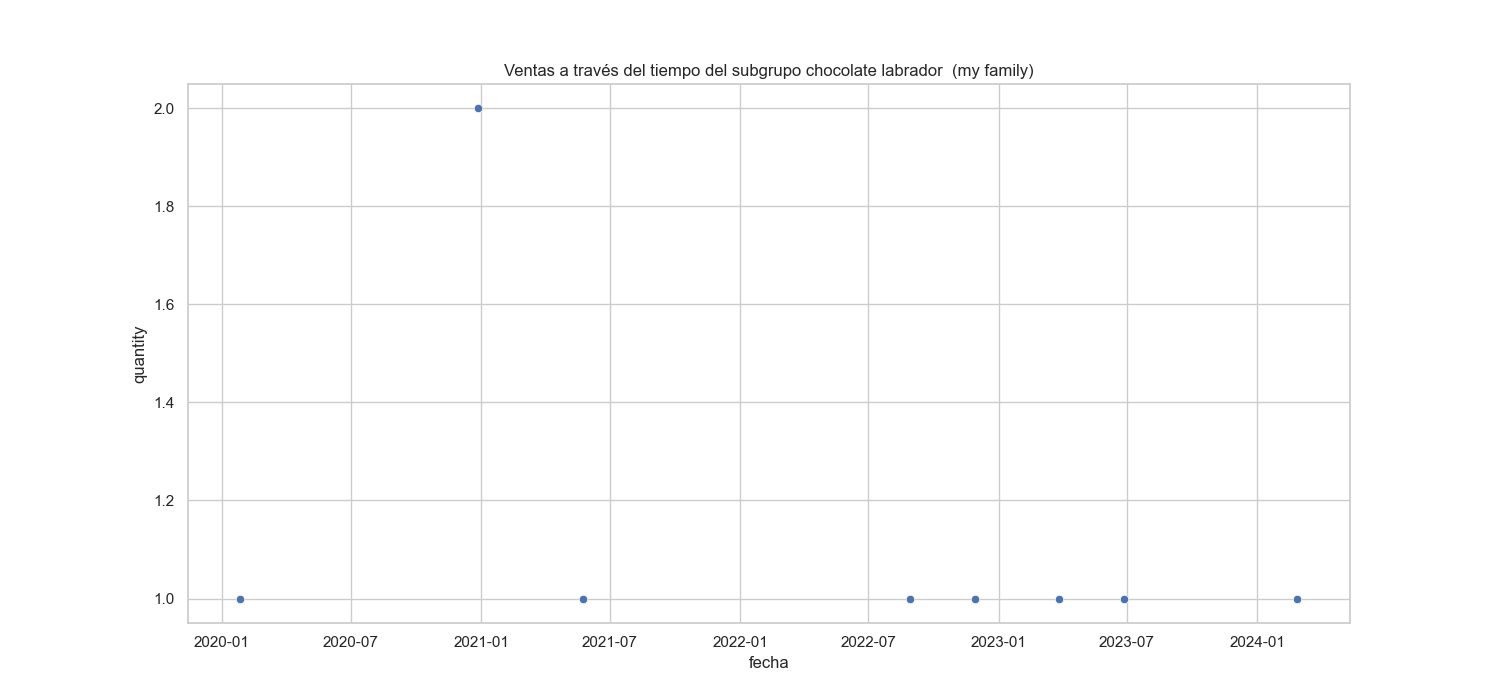 Ventas a través del tiempo del subgrupo chocolate labrador  (my family)
2.0
1.8
1.6
1.4
1.2
1.0
quantity
2020-01 2020-07 2021-01 2021-07 2022-01 2022-07 2023-01 2023-07 2024-01
fecha